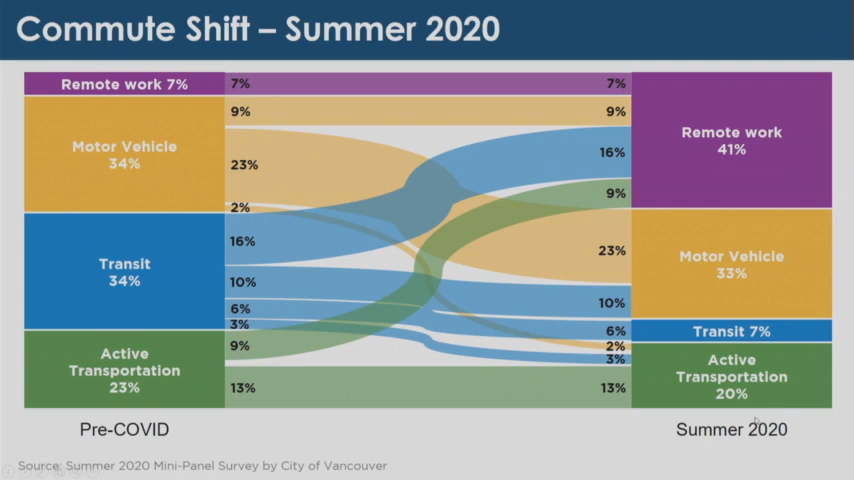 Commute Shift – Summer 2020
Remote work 7%
7%
7%
9%
9%
Motor Vehicle
34%
Remote work
41%
16%
23%
9%
2%
16%
23%
Motor Vehicle
33%
Transit
34%
10%
10%
6%
6%
Transit 7%
3%
2%
9%
3%
Active
Transportation
23%
Active
Transportation
20%
13%
13%
Pre-COVID
Summer 2020
Source: Summer 2020 Mini-Panel Survey by City of Vancouver